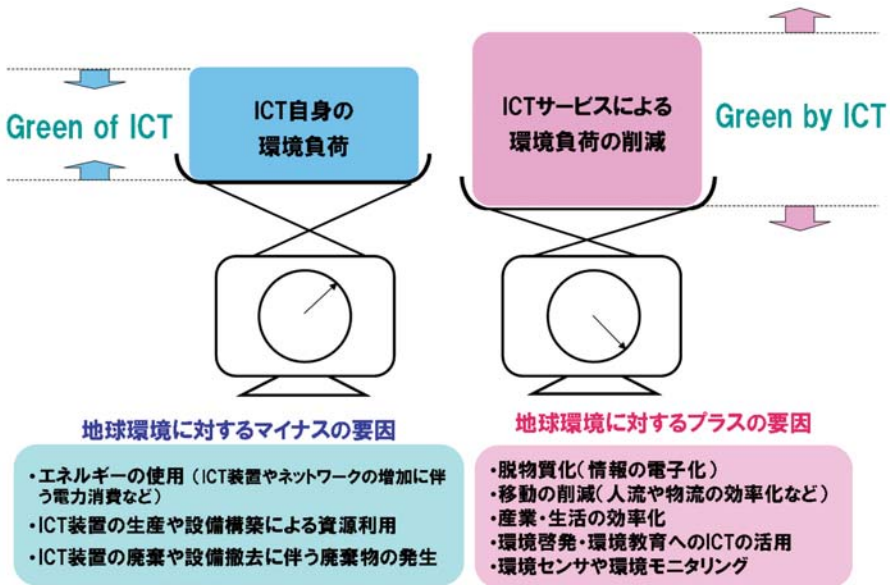 Green of ICT
ICT自身の
環境負荷
ICTサービスによる
環境負荷の削減
Green by ICT
地球環境に対するマイナスの要因
・エネルギーの使用（ICT装置やネットワークの増加に伴
う電力消費など）
・ICT装置の生産や設備構築による資源利用
・ICT装置の廃棄や設備撤去に伴う廃棄物の発生
地球環境に対するプラスの要因
・脱物質化（情報の電子化）
・移動の削減（人流や物流の効率化など）
・産業・生活の効率化
・環境啓発・環境教育へのICTの活用
・環境センサや環境モニタリング